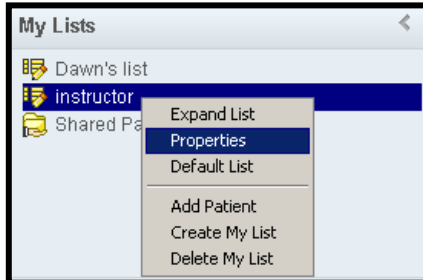 My Lists
Dawn's list
instructor
Shared Pa
Expand List
Properties
Default List
Add Patient
Create My List
Delete My List